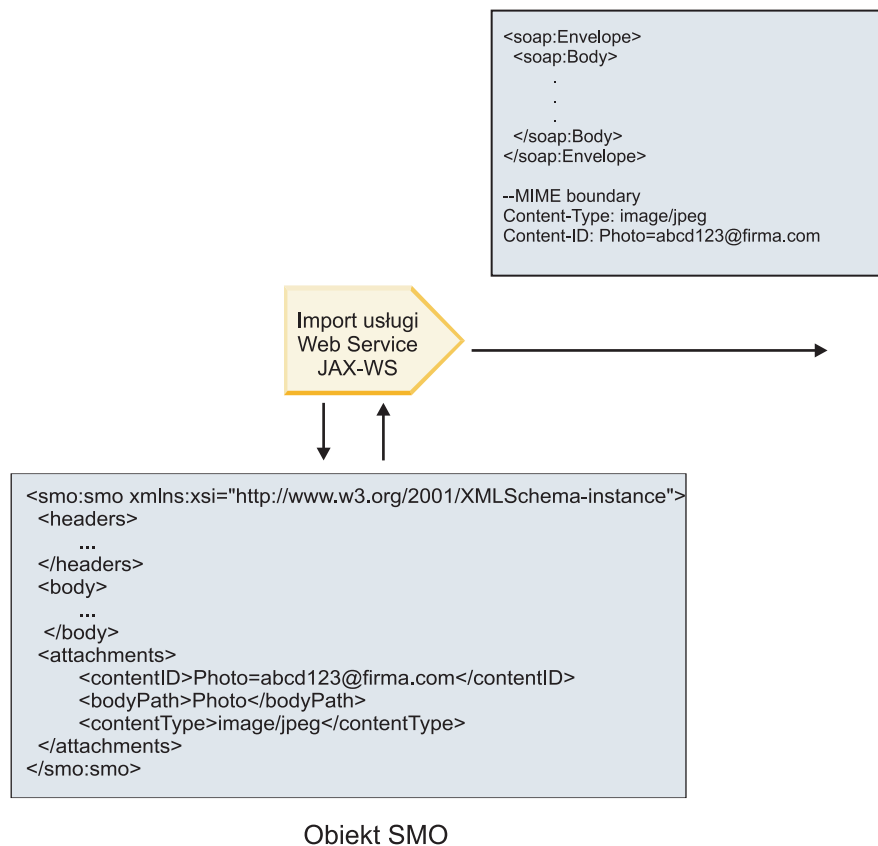 <soap:Envelope>
<soap:Body>
.
.
.
</soap:Body>
</soap:Envelope>
--MIME boundary
Content-Type: image/jpeg
Content-ID: Photo=abcd123@firma.com
Import usługi
Web Service
JAX-WS
<smo:smo xmlns:xsi="http://www.w3.org/2001/XMLSchema-instance">
<headers>
...
</headers>
<body>
...
</body>
<attachments>
<contentID>Photo=abcd123@firma.com</contentID>
<bodyPath>Photo</bodyPath>
<contentType>image/jpeg</contentType>
</attachments>
</smo:smo>
Obiekt SMO